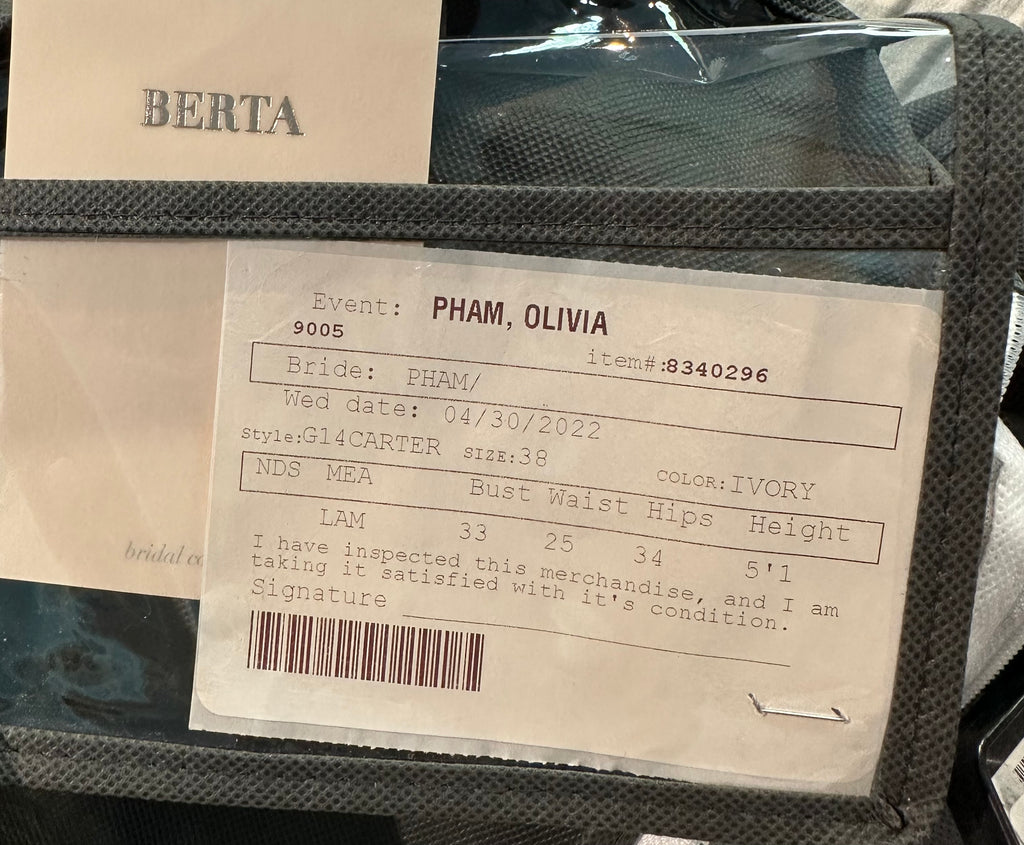 BERTA
Event: PHAM, OLIVIA
9005
item#:8340296
Bride: PHAM/
Wed date: 04/30/2022
Style:G14CARTER SIZE:38 COLOR:IVORY
NDS MEA Bust Waist Hips Height
LAM 33 25 34 5'1
I have inspected this merchandise, and I am
taking it satisfied with it's condition.
Signature
bridal